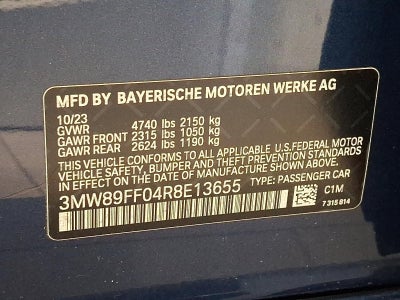 MFD BY BAYERISCHE MOTOREN WERKE AG
10/23
GVWR 4740 lbs 2150 kg
GAWR FRONT 2315 lbs 1050 kg
GAWR REAR 2624 lbs 1190 kg
THIS VEHICLE CONFORMS TO ALL APPLICABLE U.S.FEDERAL MOTOR
VEHICLE SAFETY, BUMPER, AND THEFT PREVENTION STANDARDS
IN EFFECT ON THE DATE OF MANUFACTURE SHOWN ABOVE.
3MW89FF04R8E13655 TYPE: PASSENGER CAR
C1M
7 315 814